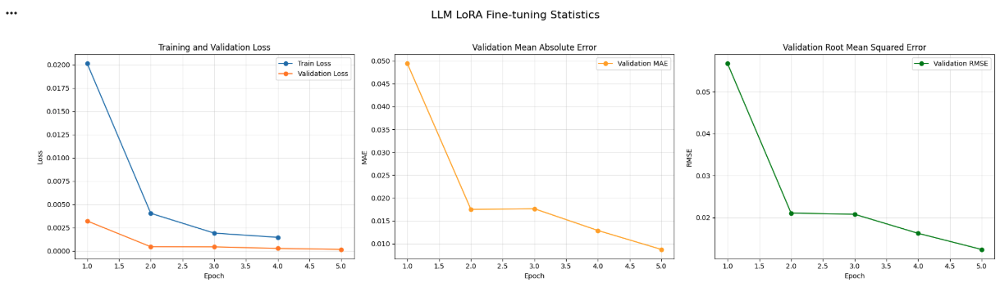 •••
LLM LoRA Fine-tuning Statistics
Training and Validation Loss
Train Loss
Validation Loss
0.0200
0.0175
0.0150
0.0125
0.0100
0.0075
0.0050
0.0025
0.0000
Loss
1.0 1.5 2.0 2.5 3.0 3.5 4.0 4.5 5.0
Epoch
Validation Mean Absolute Error
Validation MAE
0.050
0.045
0.040
0.035
0.030
0.025
0.020
0.015
0.010
MAE
1.0 1.5 2.0 2.5 3.0 3.5 4.0 4.5 5.0
Epoch
Validation Root Mean Squared Error
Validation RMSE
0.05
0.04
0.03
0.02
RMSE
1.0 1.5 2.0 2.5 3.0 3.5 4.0 4.5 5.0
Epoch